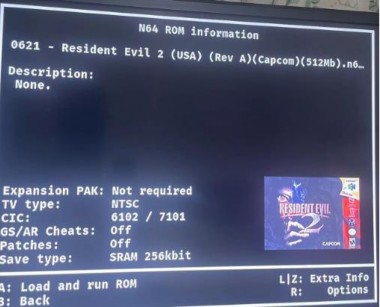 N64 ROM information
0621 - Resident Evil 2 (USA) (Rev A)(Capcom)(512Mb).n6…
Description:
None.
Expansion PAK: Not required
TV type: NTSC
CIC: 6102 / 7101
GS/AR Cheats: Off
Patches: Off
Save type: SRAM 256kbit
RESIDENT EVIL
2
CAPCOM
A: Load and run ROM
B: Back
L|Z: Extra Info
R: Options